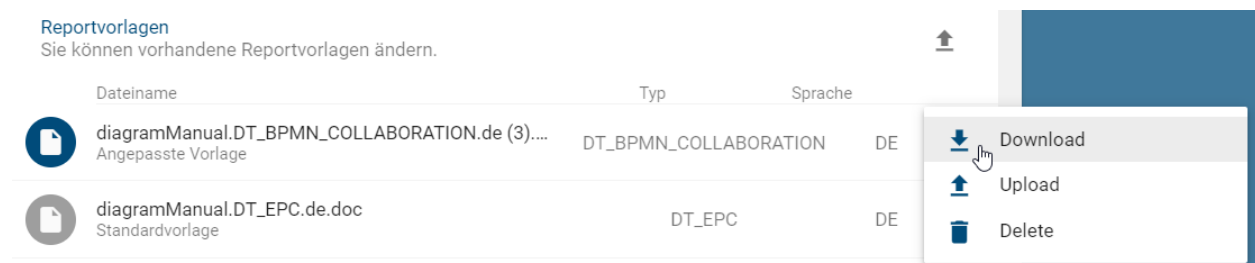 Reportvorlagen
Sie können vorhandene Reportvorlagen ändern.
Dateiname Typ Sprache
diagramManual.DT_BPMN_COLLABORATION.de (3)....
Angepasste Vorlage
DT_BPMN_COLLABORATION DE
Download
Upload
diagramManual.DT_EPC.de.doc
Standardvorlage
DT_EPC DE
Delete